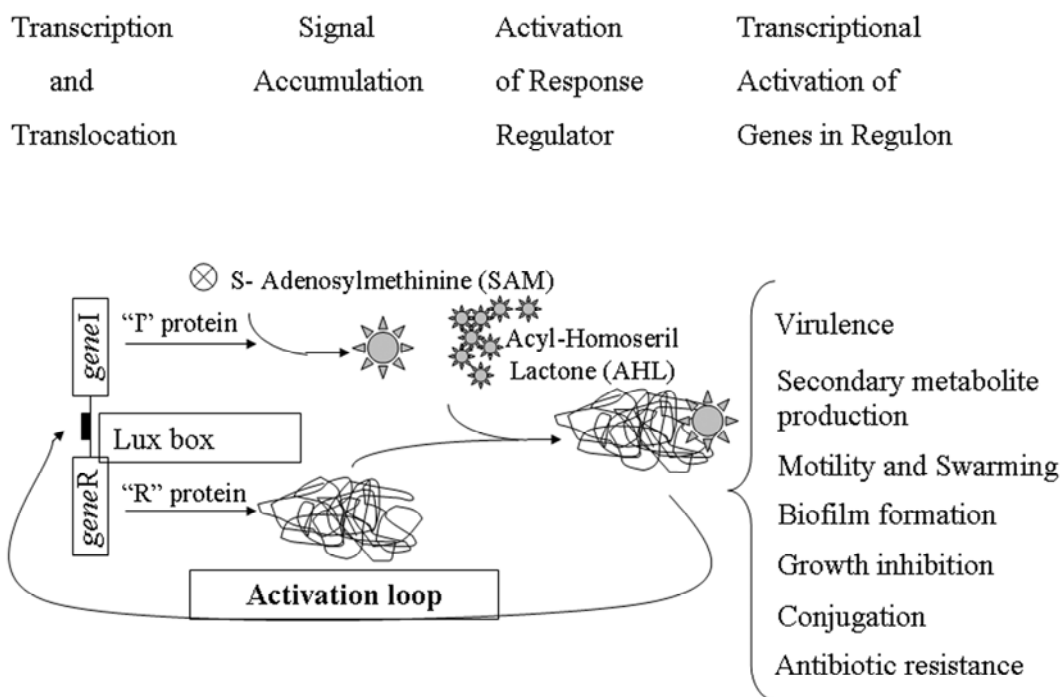 Transcription
and
Translocation
Signal
Accumulation
Activation
of Response
Regulator
Transcriptional
Activation of
Genes in Regulon
S- Adenosylmethinine (SAM)
geneI
“I” protein
Acyl-Homoseril
Lactone (AHL)
Lux box
geneR
“R” protein
Activation loop
Virulence
Secondary metabolite
production
Motility and Swarming
Biofilm formation
Growth inhibition
Conjugation
Antibiotic resistance